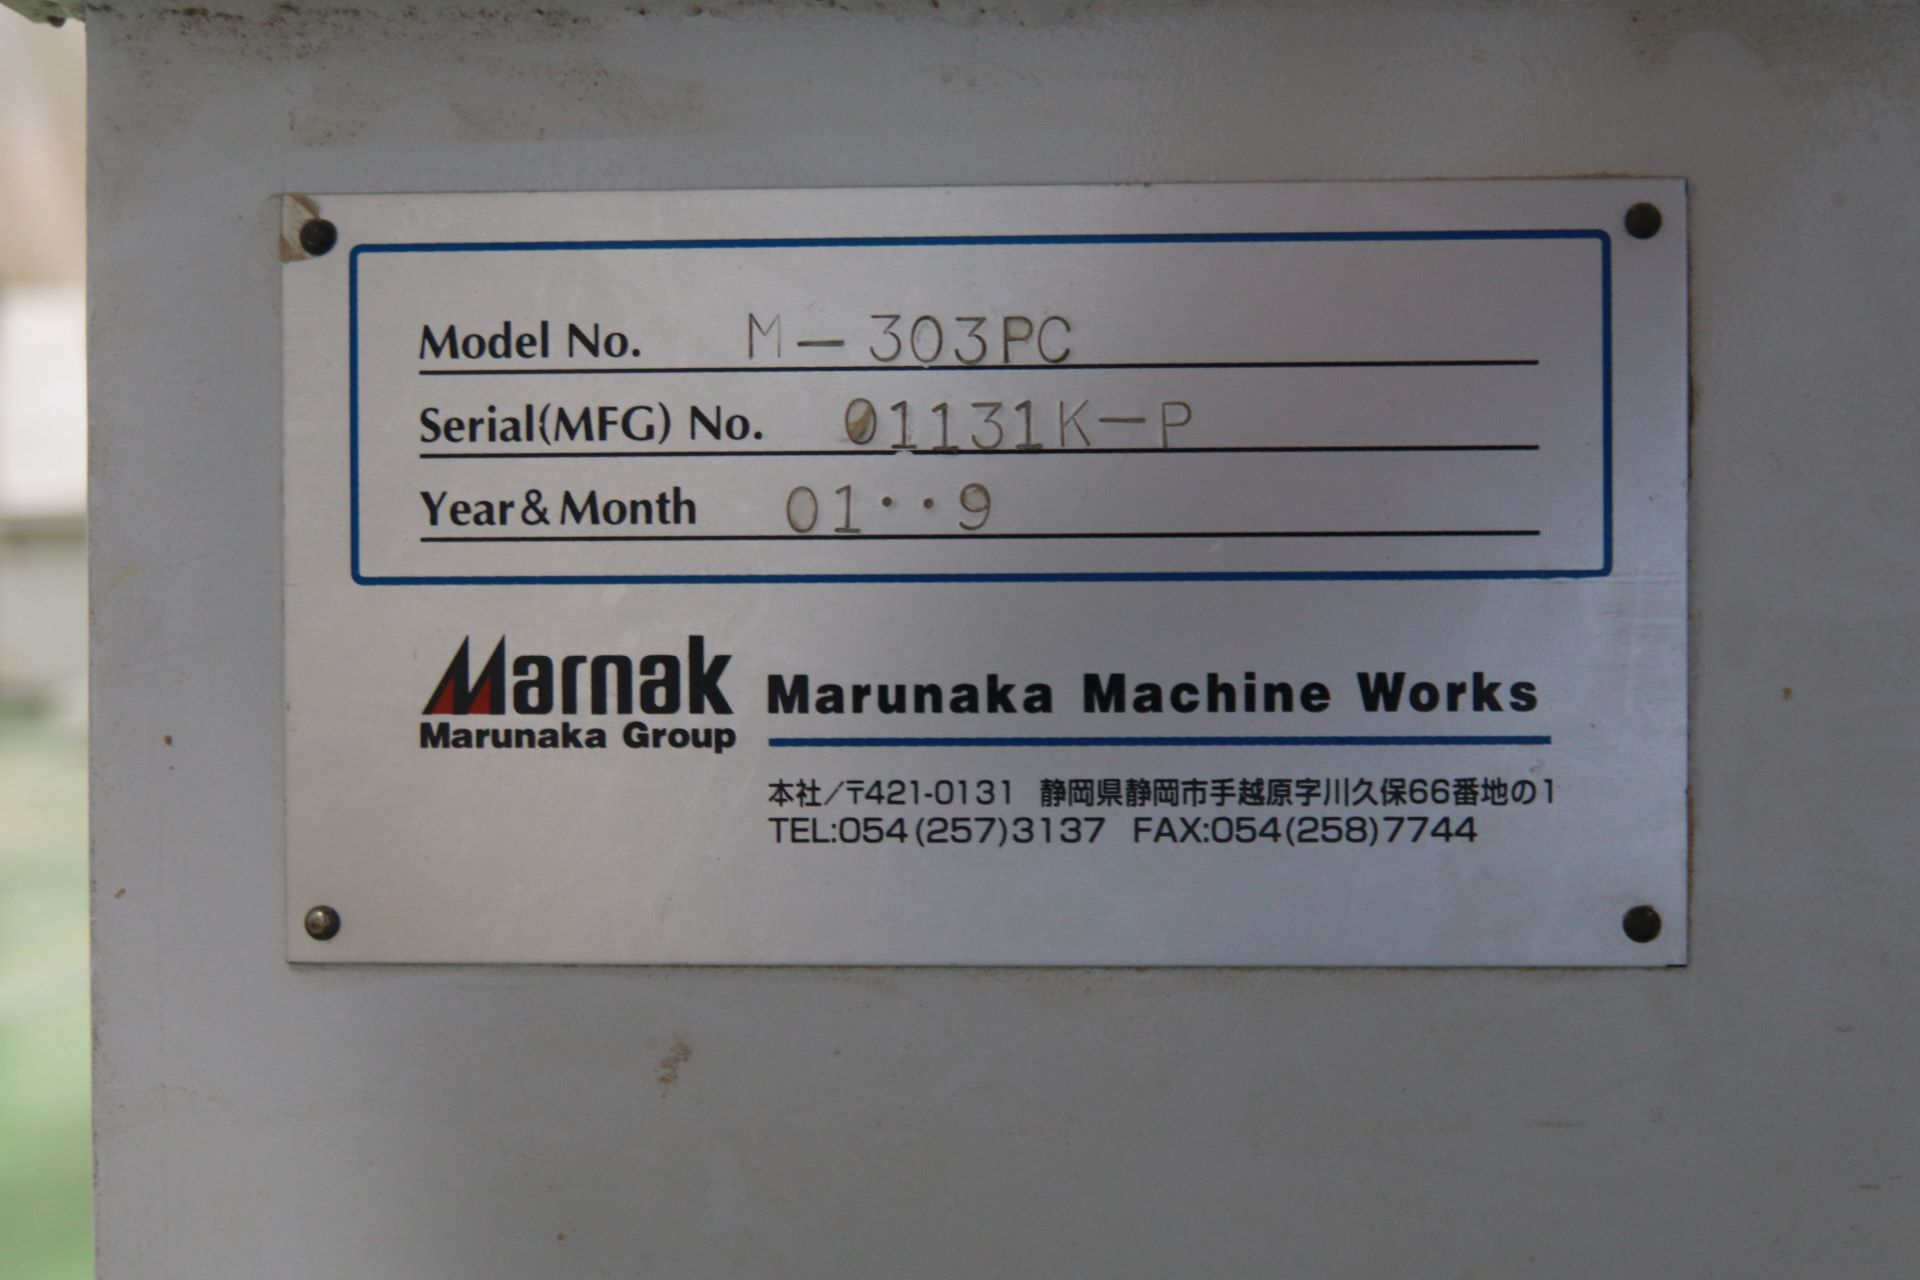 Model No. M-303PC
Serial(MFG) No. 01131K-P
Year&Month 01··9
Marnak
Marunaka Group
Marunaka Machine Works
本社/〒421-0131 静岡県静岡市手越原字川久保66番地の1
TEL:054(257)3137 FAX:054(258)7744